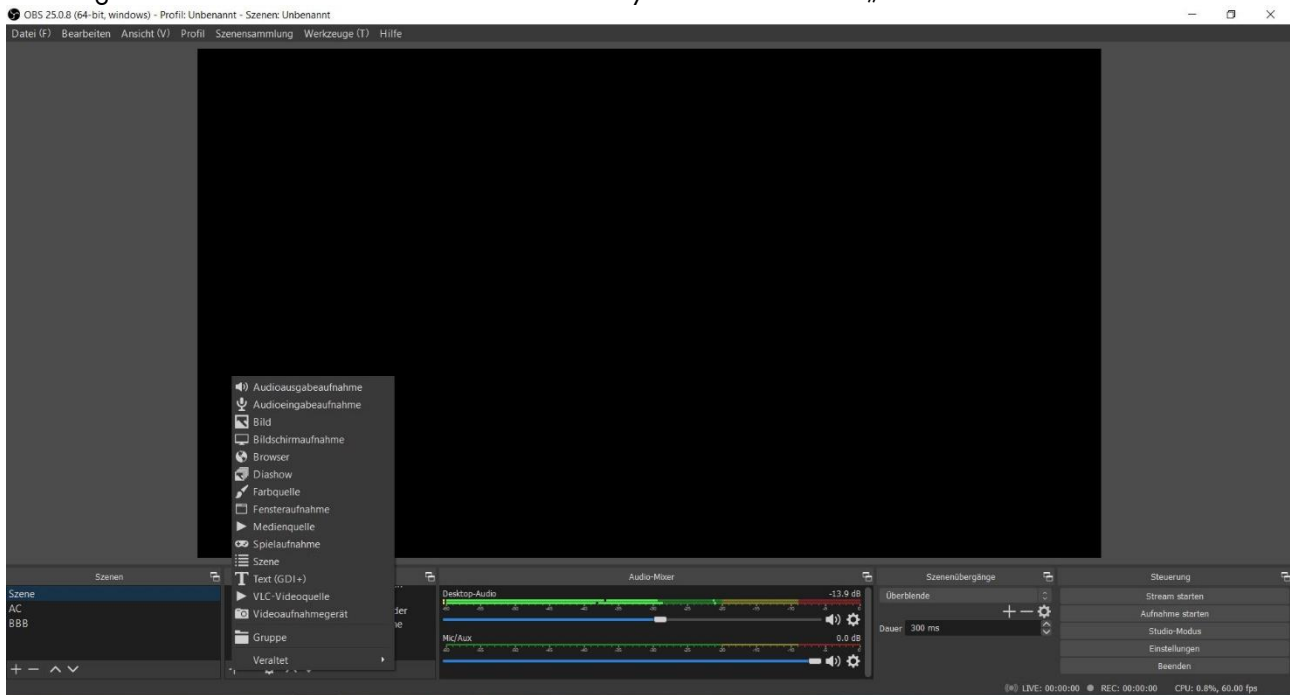 OBS 25.0.8 (64-bit, windows) - Profil: Unbenannt - Szenen: Unbenannt
Datei (F) Bearbeiten Ansicht (V) Profil Szenensammlung Werkzeuge (T) Hilfe
Audioausgabeaufnahme
Audioeingabeaufnahme
Bild
Bildschirmaufnahme
Browser
Diashow
Farbquelle
Fensteraufnahme
Medienquelle
Spielaufnahme
Szene
Text (GDI+)
VLC-Videoquelle
Videoaufnahmegerät
Gruppe
Veraltet
Szenen
Szene
AC
BBB
Audio-Mixer
Desktop-Audio -13.9 dB
Mic/Aux 0.0 dB
Szenenübergänge
Überblende
Dauer 300 ms
Steuerung
Stream starten
Aufnahme starten
Studio-Modus
Einstellungen
Beenden
LIVE: 00:00:00 REC: 00:00:00 CPU: 0.8%, 60.00 fps